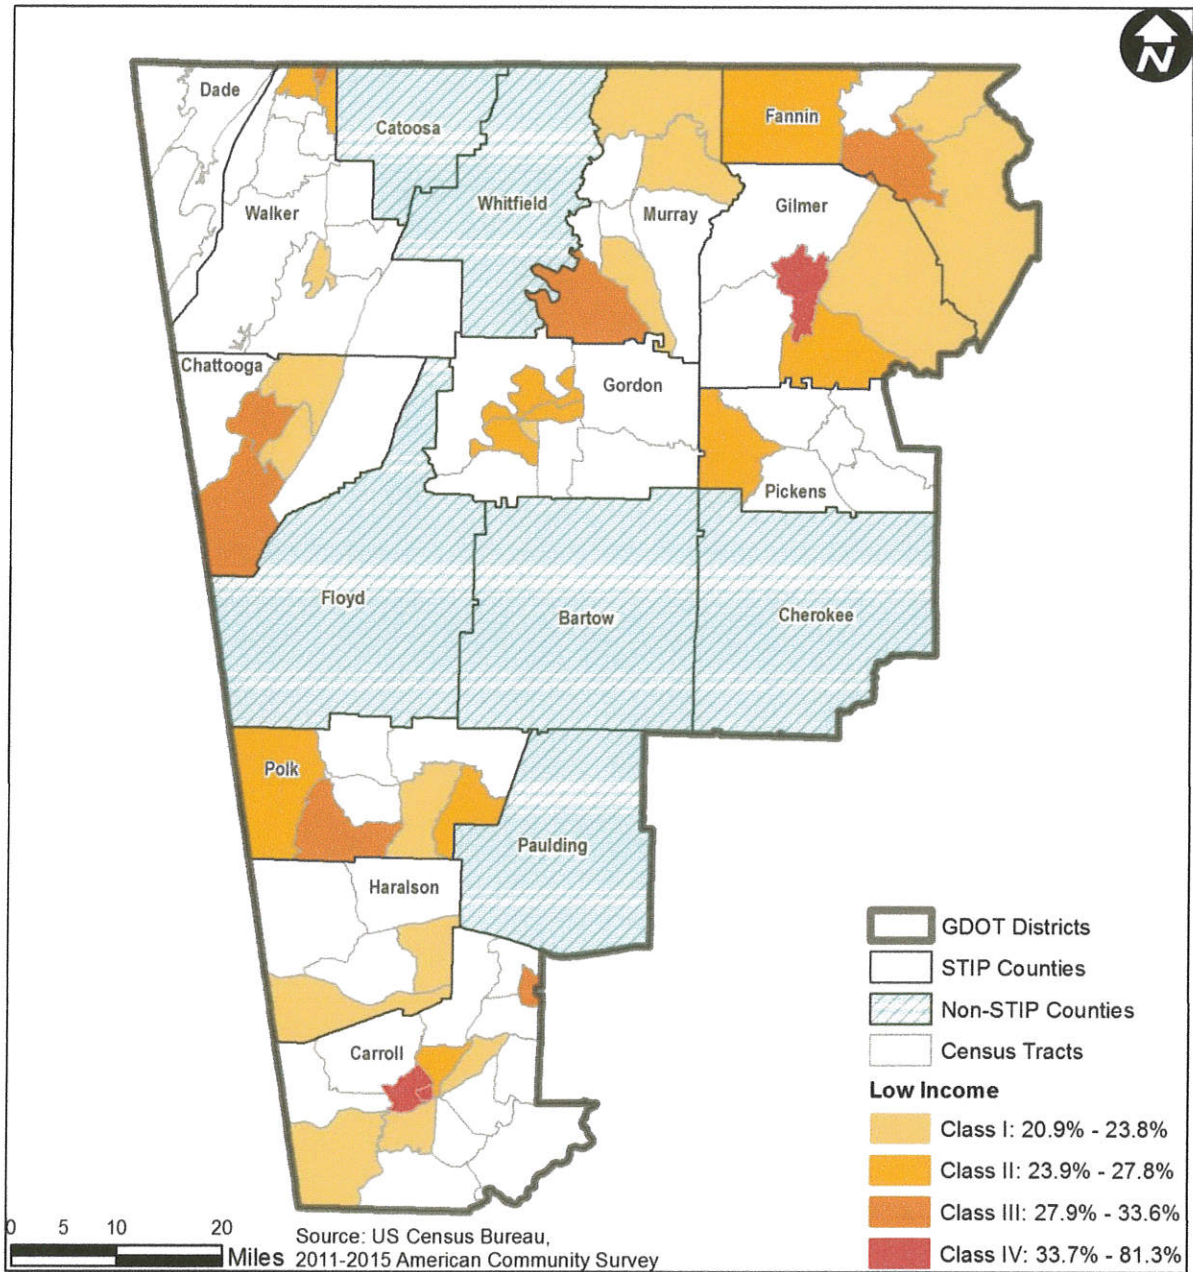 N
Dade
Catoosa
Fannin
Whitfield
Walker
Murray
Gilmer
Chattooga
Gordon
Pickens
Floyd
Bartow
Cherokee
Polk
Paulding
Haralson
Carroll
GDOT Districts
STIP Counties
Non-STIP Counties
Census Tracts
Low Income
Class I: 20.9% - 23.8%
Class II: 23.9% - 27.8%
Class III: 27.9% - 33.6%
Class IV: 33.7% - 81.3%
0 5 10 20
Miles
Source: US Census Bureau,
2011-2015 American Community Survey